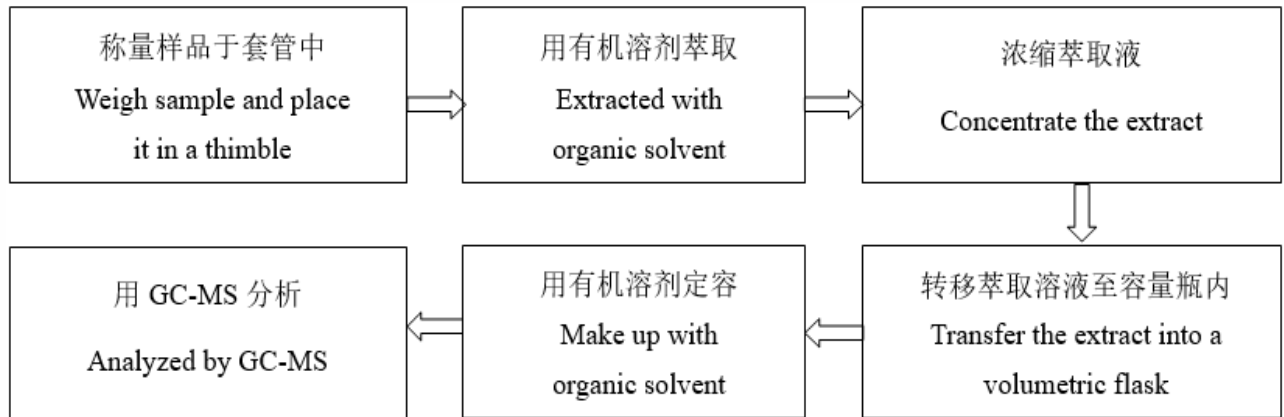 称量样品于套管中
Weigh sample and place
it in a thimble
用有机溶剂萃取
Extracted with
organic solvent
浓缩萃取液
Concentrate the extract
转移萃取溶液至容量瓶内
Transfer the extract into a
volumetric flask
用有机溶剂定容
Make up with
organic solvent
用 GC-MS 分析
Analyzed by GC-MS